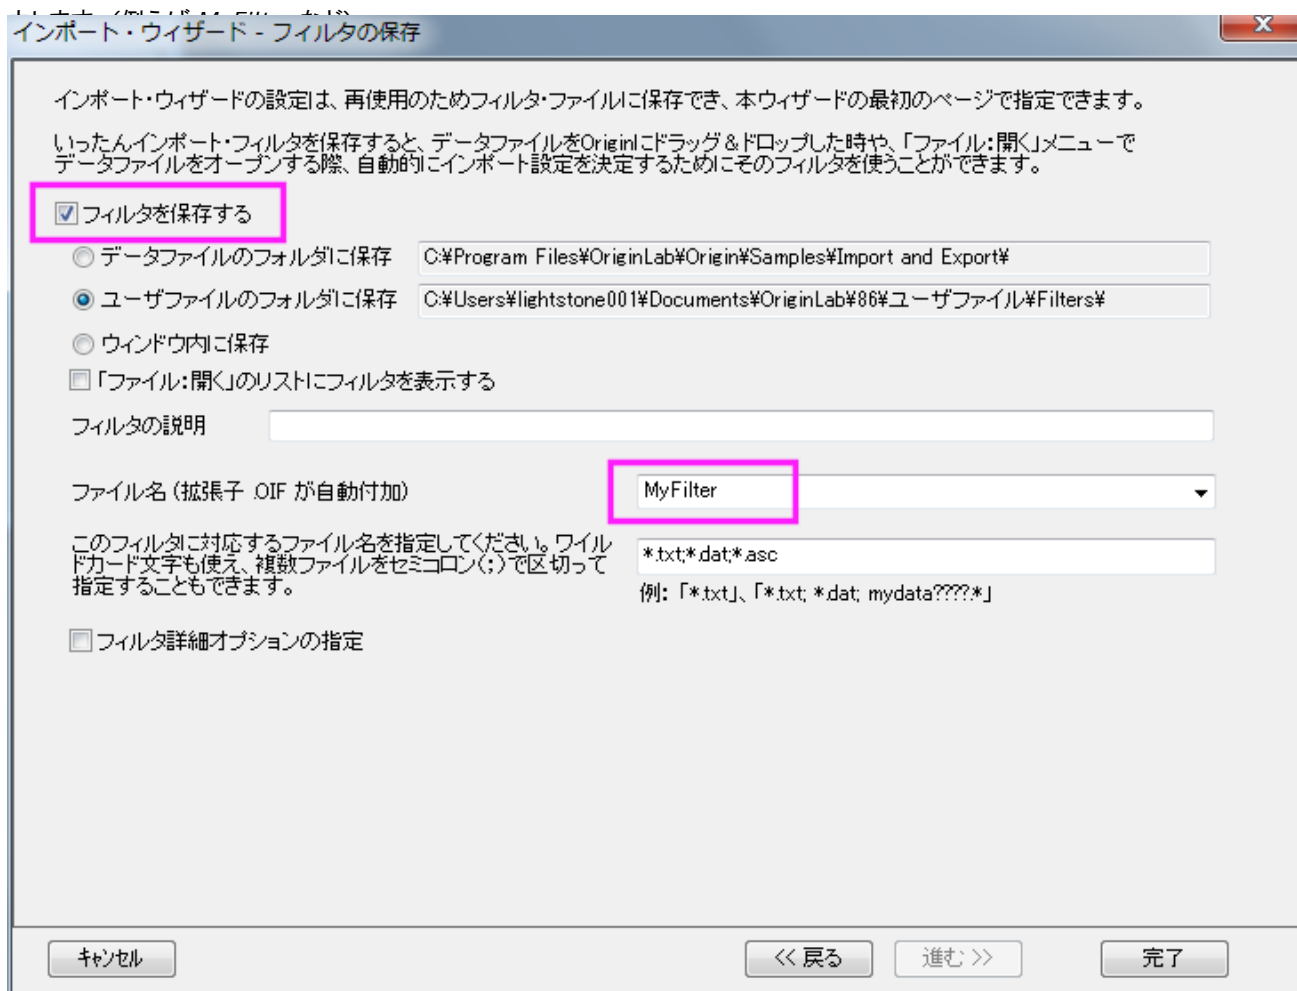 インポート・ウィザード - フィルタの保存
インポート・ウィザードの設定は、再使用のためフィルタ・ファイルに保存でき、本ウィザードの最初のページで指定できます。
いったんインポート・フィルタを保存すると、データファイルをOriginにドラッグ&ドロップした時や、「ファイル:開く」メニューで
データファイルをオープンする際、自動的にインポート設定を決定するためにそのフィルタを使うことができます。
フィルタを保存する
データファイルのフォルダに保存 C:¥Program Files¥OriginLab¥Origin¥Samples¥Import and Export¥
ユーザファイルのフォルダに保存 C:¥Users¥lightstone001¥Documents¥OriginLab¥86¥ユーザファイル¥Filters¥
ウィンドウ内に保存
「ファイル:開く」のリストにフィルタを表示する
フィルタの説明
ファイル名 (拡張子 .OIF が自動付加) MyFilter
このフィルタに対応するファイル名を指定してください。ワイル
ドカード文字も使え、複数ファイルをセミコロン(;)で区切って
指定することもできます。
*.txt;*.dat;*.asc
例: 「*.txt」、「*.txt; *.dat; mydata????.*」
フィルタ詳細オプションの指定
キャンセル << 戻る 進む >> 完了